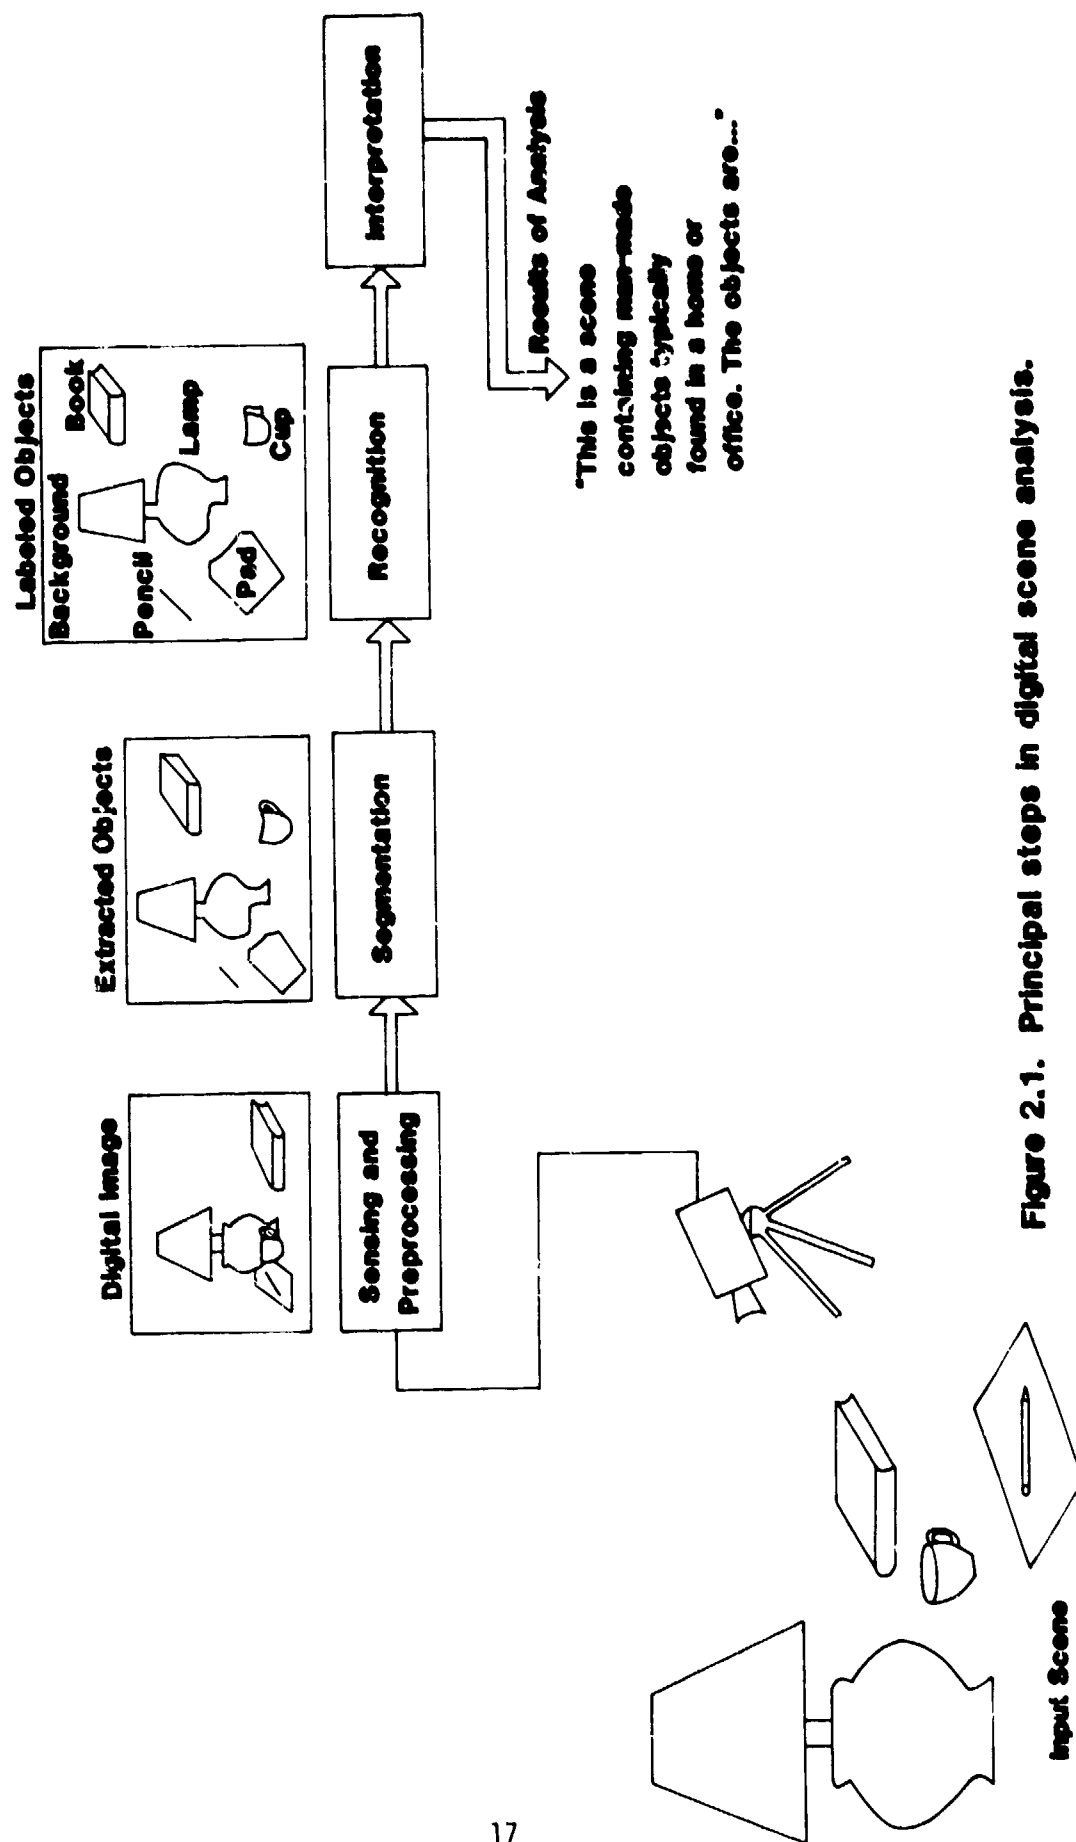 Digital Image
Extracted Objects
Labeled Objects
Background
Book
Pencil
Lamp
Pad
Cup
Sensing and
Preprocessing
Segmentation
Recognition
Interpretation
Results of Analysis
"This is a scene
containing man-made
objects typically
found in a home or
office. The objects are..."
Input Scene
Figure 2.1. Principal steps in digital scene analysis.
17